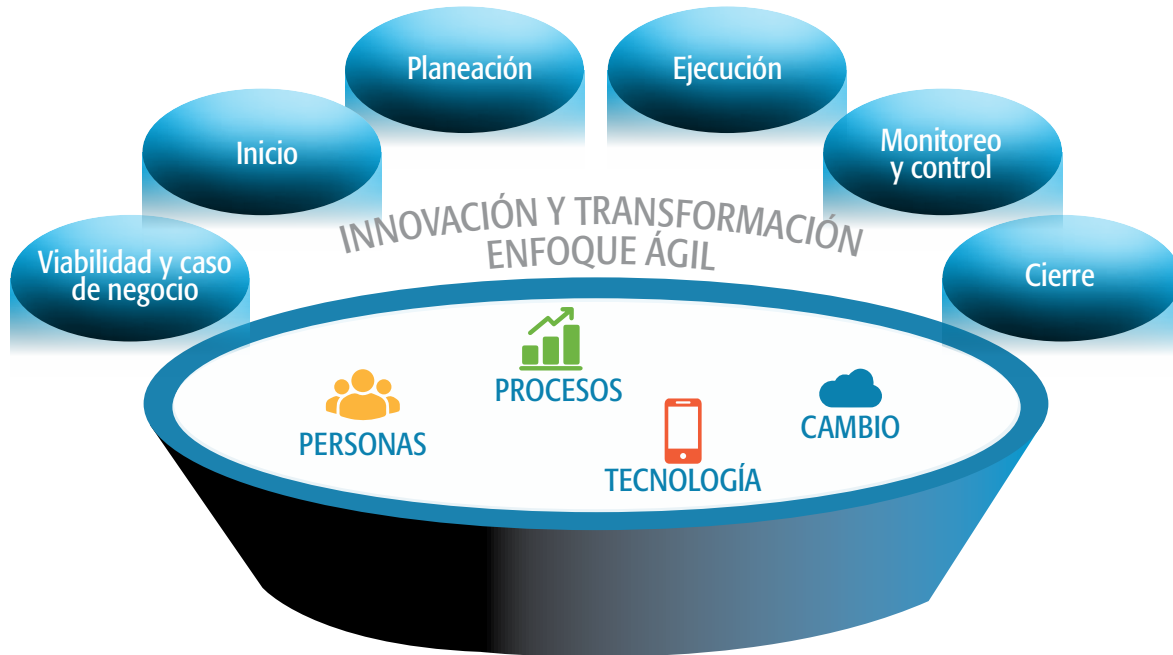 Viabilidad y caso
de negocio
Inicio
Planeación
Ejecución
Monitoreo
y control
Cierre
INNOVACIÓN Y TRANSFORMACIÓN
ENFOQUE ÁGIL
PERSONAS
PROCESOS
TECNOLOGÍA
CAMBIO